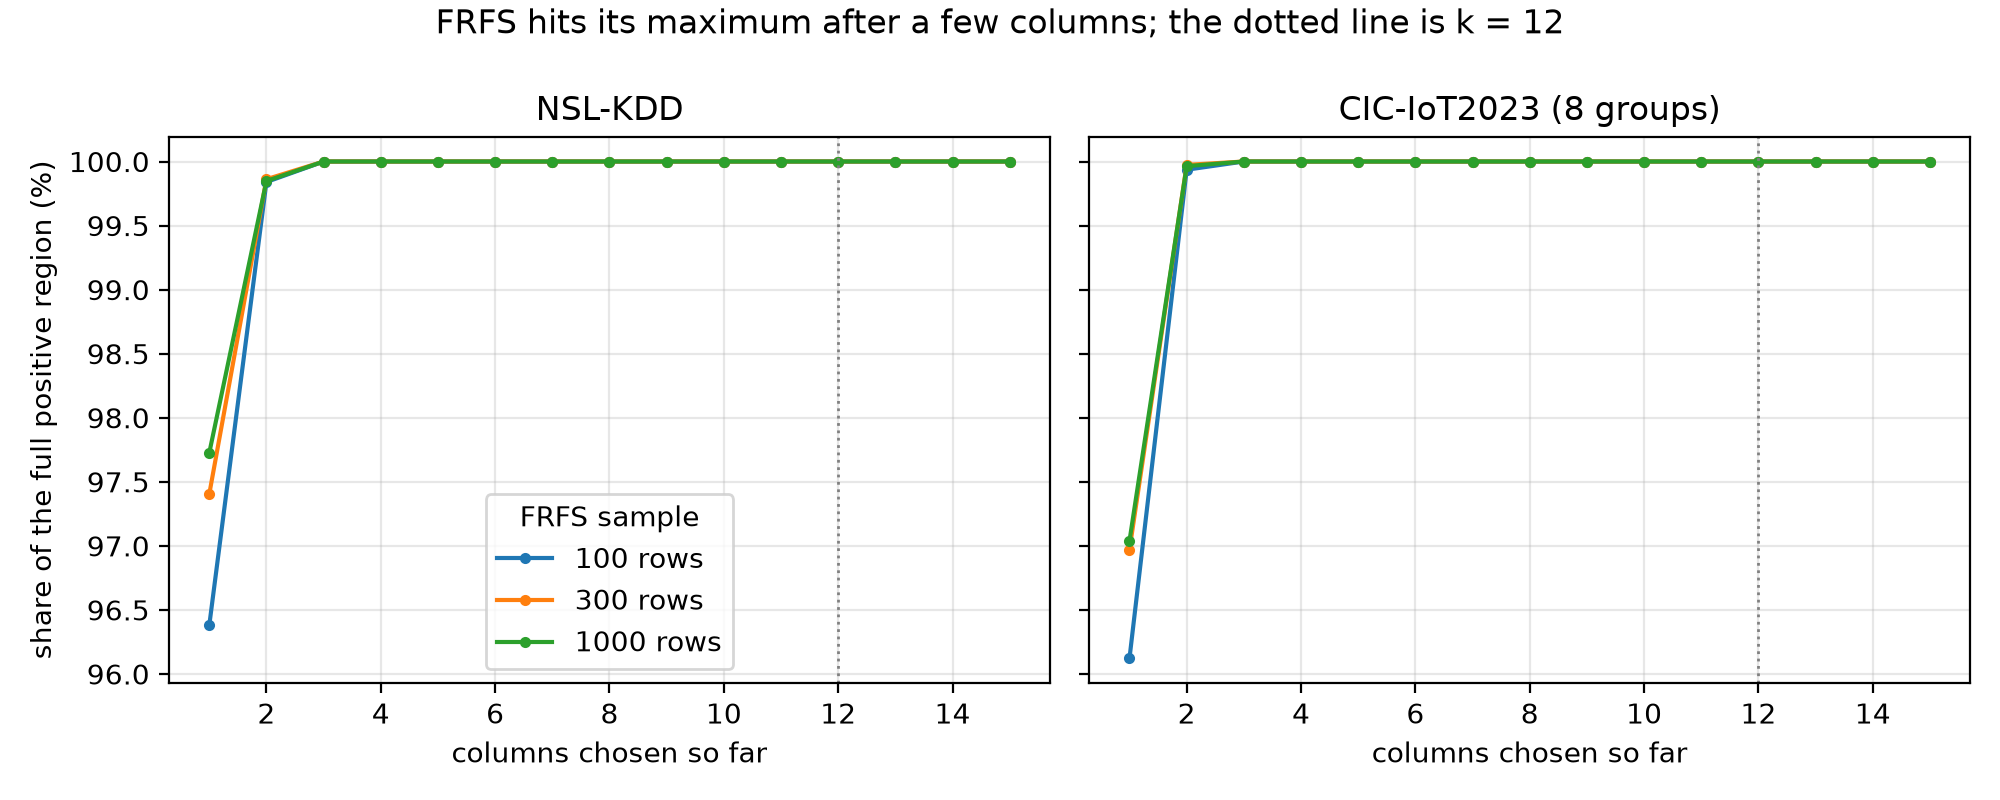 FRFS hits its maximum after a few columns; the dotted line is k = 12
NSL-KDD
CIC-IoT2023 (8 groups)
share of the full positive region (%)
100.0
99.5
99.0
98.5
98.0
97.5
97.0
96.5
96.0
FRFS sample
100 rows
300 rows
1000 rows
2 4 6 8 10 12 14
2 4 6 8 10 12 14
columns chosen so far
columns chosen so far